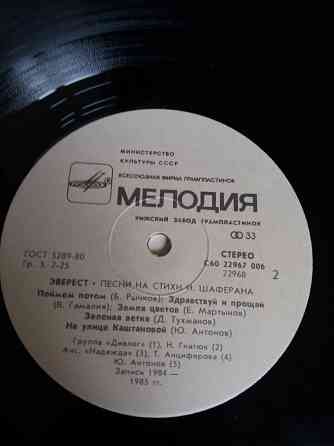 МИНИСТЕРСТВО
КУЛЬТУРЫ СССР
ВСЕСОЮЗНАЯ ФИРМА ГРАМПЛАСТИНОК
МЕЛОДИЯ
РИЖСКИЙ ЗАВОД ГРАМПЛАСТИНОК
33
ГОСТ 5289-80
Гр. 3. 7-25
СТЕРЕО
С60 22967 006
22968
2
ЭВЕРЕСТ • ПЕСНИ НА СТИХИ И. ШАФЕРАНА
Поймем потом (Б. Рычков); Здравствуй и прощай
(В. Гамалия); Земля цветов (Е. Мартынов)
Зеленая ветка (Д. Тухманов)
На улице Каштановой (Ю. Антонов)
Группа «Диалог» (1), Н. Гнатюк (2)
Анс. «Надежда» (3), Т. Анциферова (4)
Ю. Антонов (5)
Записи 1984—
1985 гг.